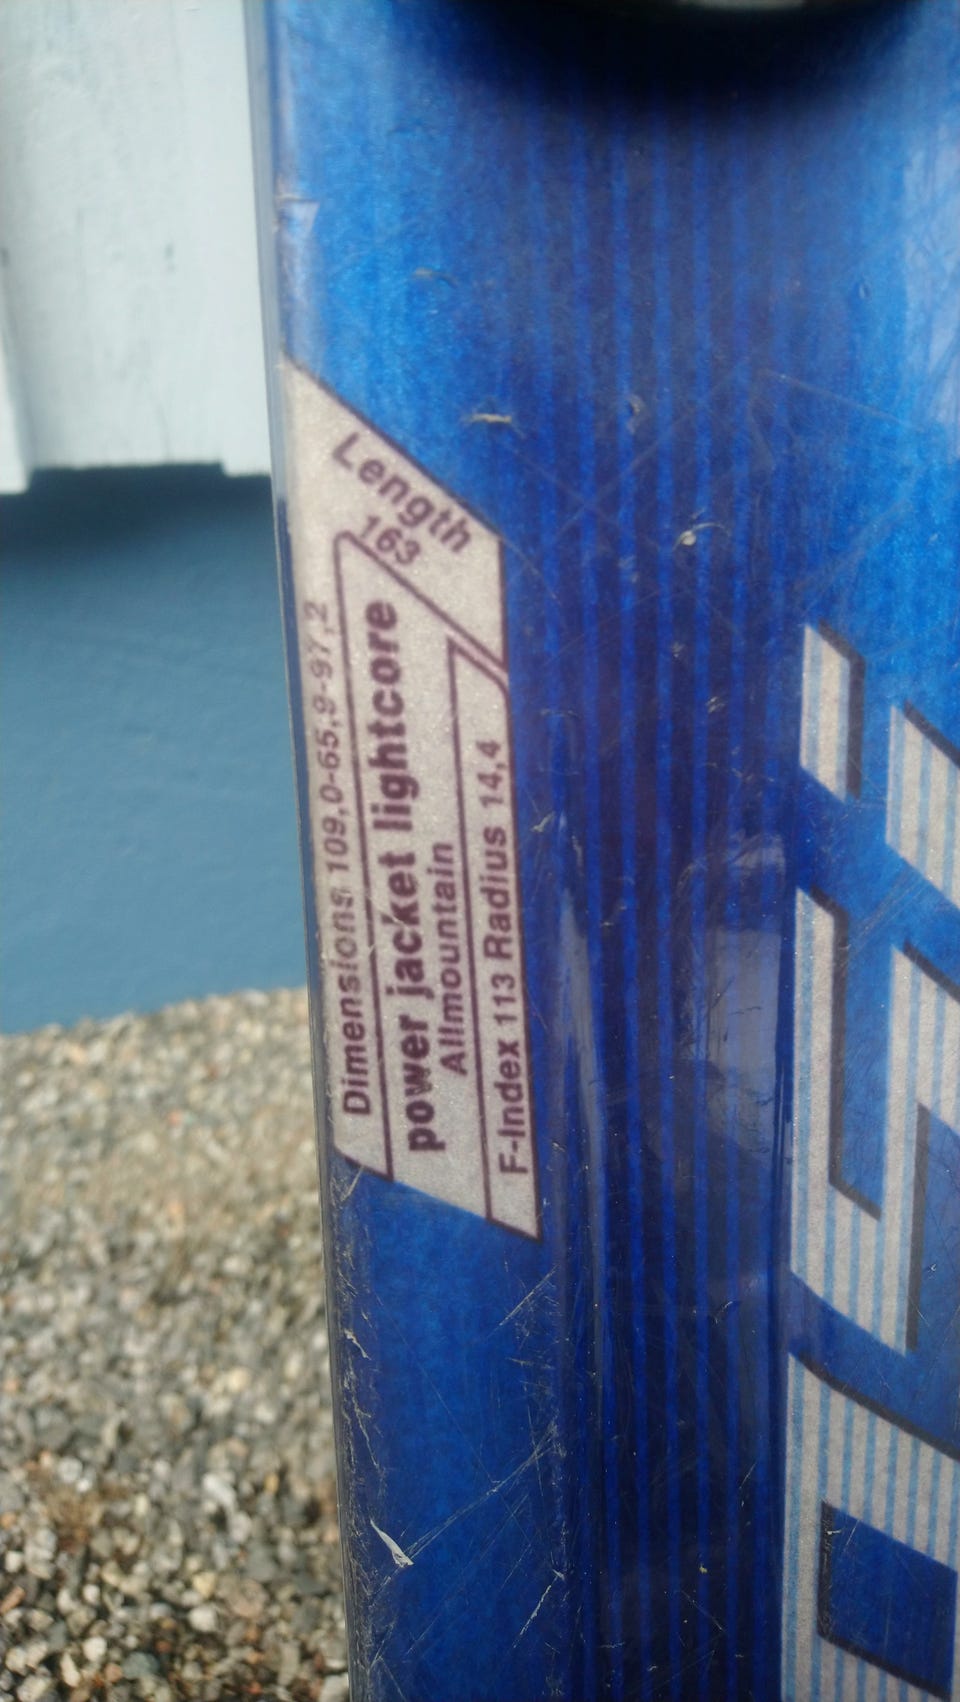 Length
163
Dimensions 109,0-65,9-97,2
power jacket lightcore
Allmountain
F-Index 113 Radius 14,4